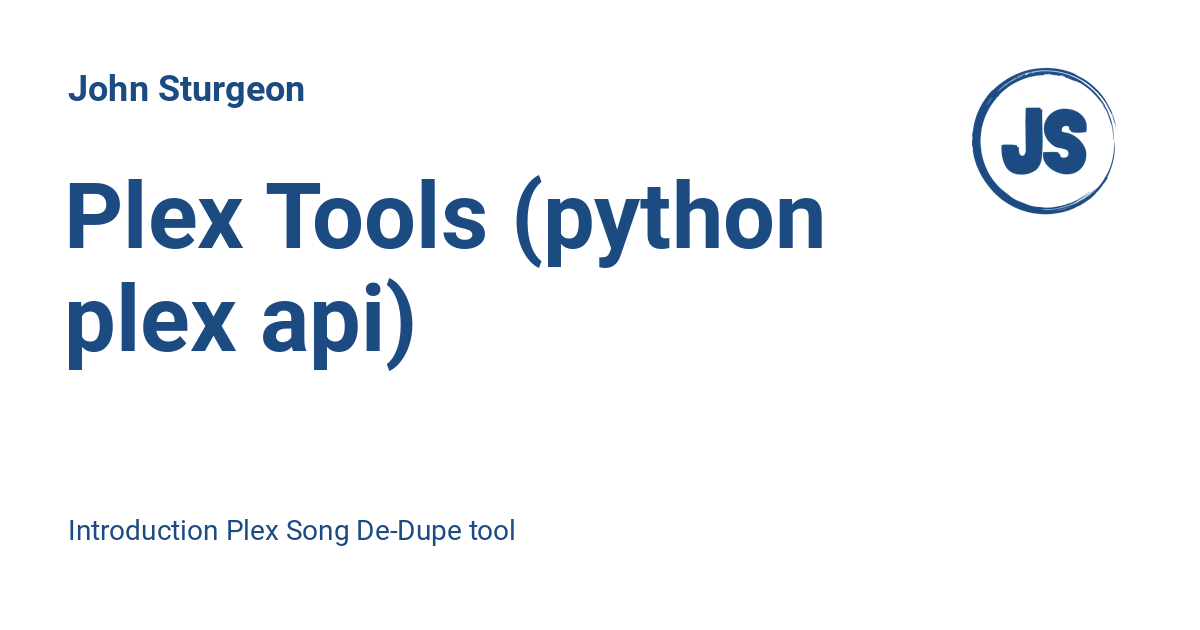 John Sturgeon
JS
Plex Tools (python
plex api)
Introduction Plex Song De-Dupe tool